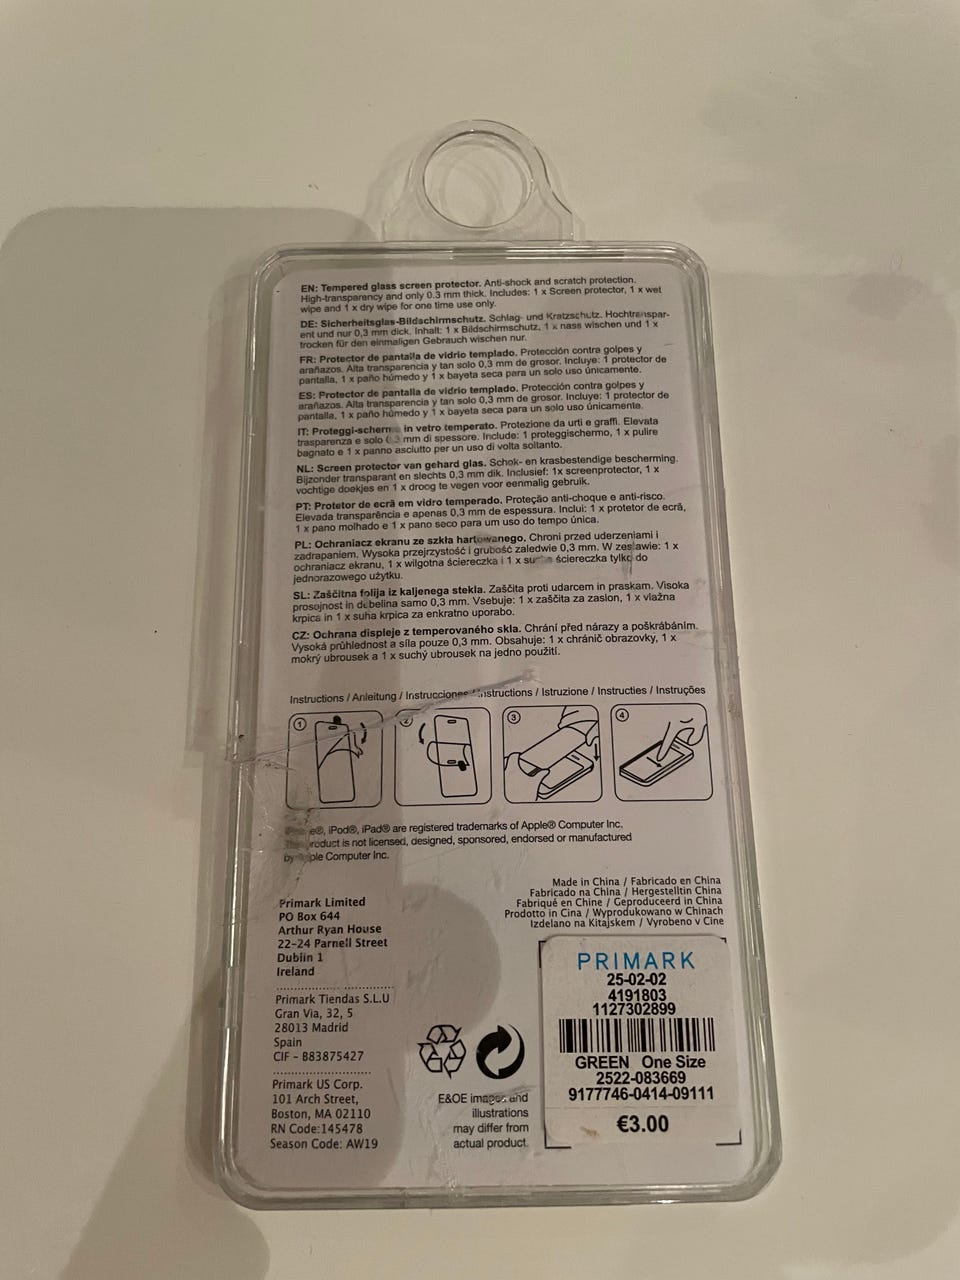 EN: Tempered glass screen protector. Anti-shock and scratch protection.
High-transparency and only 0.3 mm thick. Includes: 1 x Screen protector, 1 x wet
wipe and 1 x dry wipe for one time use only.
DE: Sicherheitsglas-Bildschirmschutz. Schlag- und Kratzschutz. Hochtranspar-
ent und nur 0,3 mm dick. Inhalt: 1 x Bildschirmschutz, 1 x nass wischen und 1 x
trocken für den einmaligen Gebrauch wischen nur.
FR: Protector de pantalla de vidrio templado. Protección contra golpes y
arañazos. Alta transparencia y tan solo 0,3 mm de grosor. Incluye: 1 protector de
pantalla, 1 x paño húmedo y 1 x bayeta seca para un solo uso únicamente.
ES: Protector de pantalla de vidrio templado. Protección contra golpes y
arañazos. Alta transparencia y tan solo 0,3 mm de grosor. Incluye: 1 protector de
pantalla, 1 x paño húmedo y 1 x bayeta seca para un solo uso únicamente.
IT: Proteggi-scherm in vetro temperato. Protezione da urti e graffi. Elevata
trasparenza e solo 0,3 mm di spessore. Include: 1 proteggischermo, 1 x pulire
bagnato e 1 x panno asciutto per un uso di volta soltanto.
NL: Screen protector van gehard glas. Schok- en krasbestendige bescherming.
Bijzonder transparant en slechts 0,3 mm dik. Inclusief: 1x screenprotector, 1 x
vochtige doekjes en 1 x droog te vegen voor eenmalig gebruik.
PT: Protetor de ecrã em vidro temperado. Proteção anti-choque e anti-risco.
Elevada transparência e apenas 0,3 mm de espessura. Inclui: 1 x protetor de ecrã,
1 x pano molhado e 1 x pano seco para um uso do tempo única.
PL: Ochraniacz ekranu ze szkła hartowanego. Chroni przed uderzeniami i
zadrapaniem. Wysoka przejrzystość i grubość zaledwie 0,3 mm. W zestawie: 1 x
ochraniacz ekranu, 1 x wilgotna ściereczka i 1 x ściereczka tylko do
jednorazowego użytku.
SL: Zaščitna folija iz kaljenega stekla. Zaščita proti udarcem in praskam. Visoka
prosojnost in debelina samo 0,3 mm. Vsebuje: 1 x zaščita za zaslon, 1 x vlažna
krpica in 1 x suha krpica za enkratno uporabo.
CZ: Ochrana displeje z temperovaného skla. Chrání před nárazy a poškrábáním.
Vysoká průhlednost a síla pouze 0,3 mm. Obsahuje: 1 x chránič obrazovky, 1 x
mokrý ubrousek a 1 x suchý ubrousek na jedno použití.
Instructions / Anleitung / Instrucciones / Instructions / Istruzione / Instructies / Instruções
1 2 3 4
iPod®, iPad® are registered trademarks of Apple® Computer Inc.
product is not licensed, designed, sponsored, endorsed or manufactured
by Apple Computer Inc.
Made in China / Fabricado en China
Fabricado na China / Hergestelltin China
Fabriqué en Chine / Geproduceerd in China
Prodotto in Cina / Wyprodukowano w Chinach
Izdelano na Kitajskem / Vyrobeno v Cine
Primark Limited
PO Box 644
Arthur Ryan House
22-24 Parnell Street
Dublin 1
Ireland
Primark Tiendas S.L.U
Gran Via, 32, 5
28013 Madrid
Spain
CIF - B83875427
Primark US Corp.
101 Arch Street,
Boston, MA 02110
RN Code:145478
Season Code: AW19
E&OE images and
illustrations
may differ from
actual product.
PRIMARK
25-02-02
4191803
1127302899
GREEN One Size
2522-083669
9177746-0414-09111
€3.00